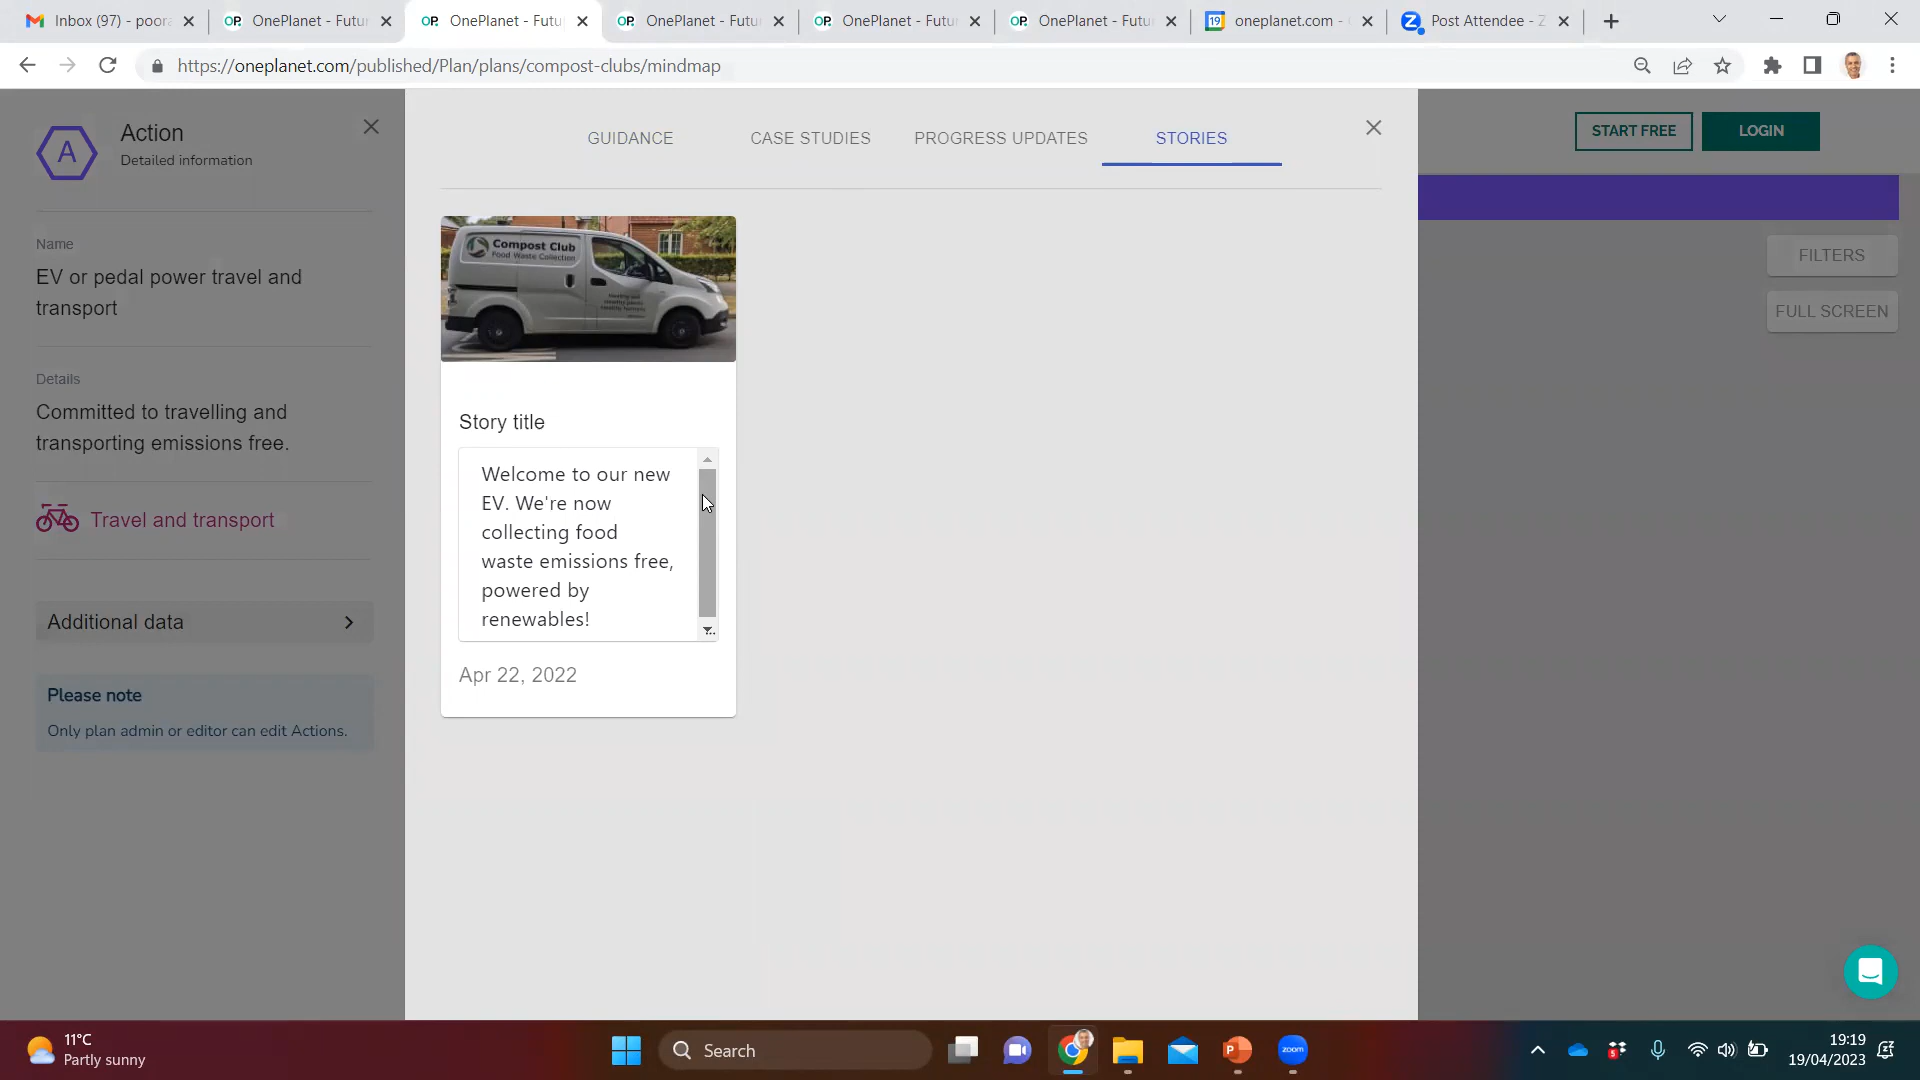 Inbox (97) - poora
OnePlanet - Futu
OnePlanet - Futu
OnePlanet - Futu
OnePlanet - Futu
OnePlanet - Futu
19
oneplanet.com -
Post Attendee - Z
https://oneplanet.com/published/Plan/plans/compost-clubs/mindmap
A
Action
Detailed information
Name
EV or pedal power travel and
transport
Details
Committed to travelling and
transporting emissions free.
Travel and transport
Additional data
Please note
Only plan admin or editor can edit Actions.
GUIDANCE
CASE STUDIES
PROGRESS UPDATES
STORIES
Compost Club
Food Waste Collection
Story title
Welcome to our new
EV. We're now
collecting food
waste emissions free,
powered by
renewables!
Apr 22, 2022
START FREE
LOGIN
FILTERS
FULL SCREEN
11°C
Partly sunny
Search
zoom
19:19
19/04/2023